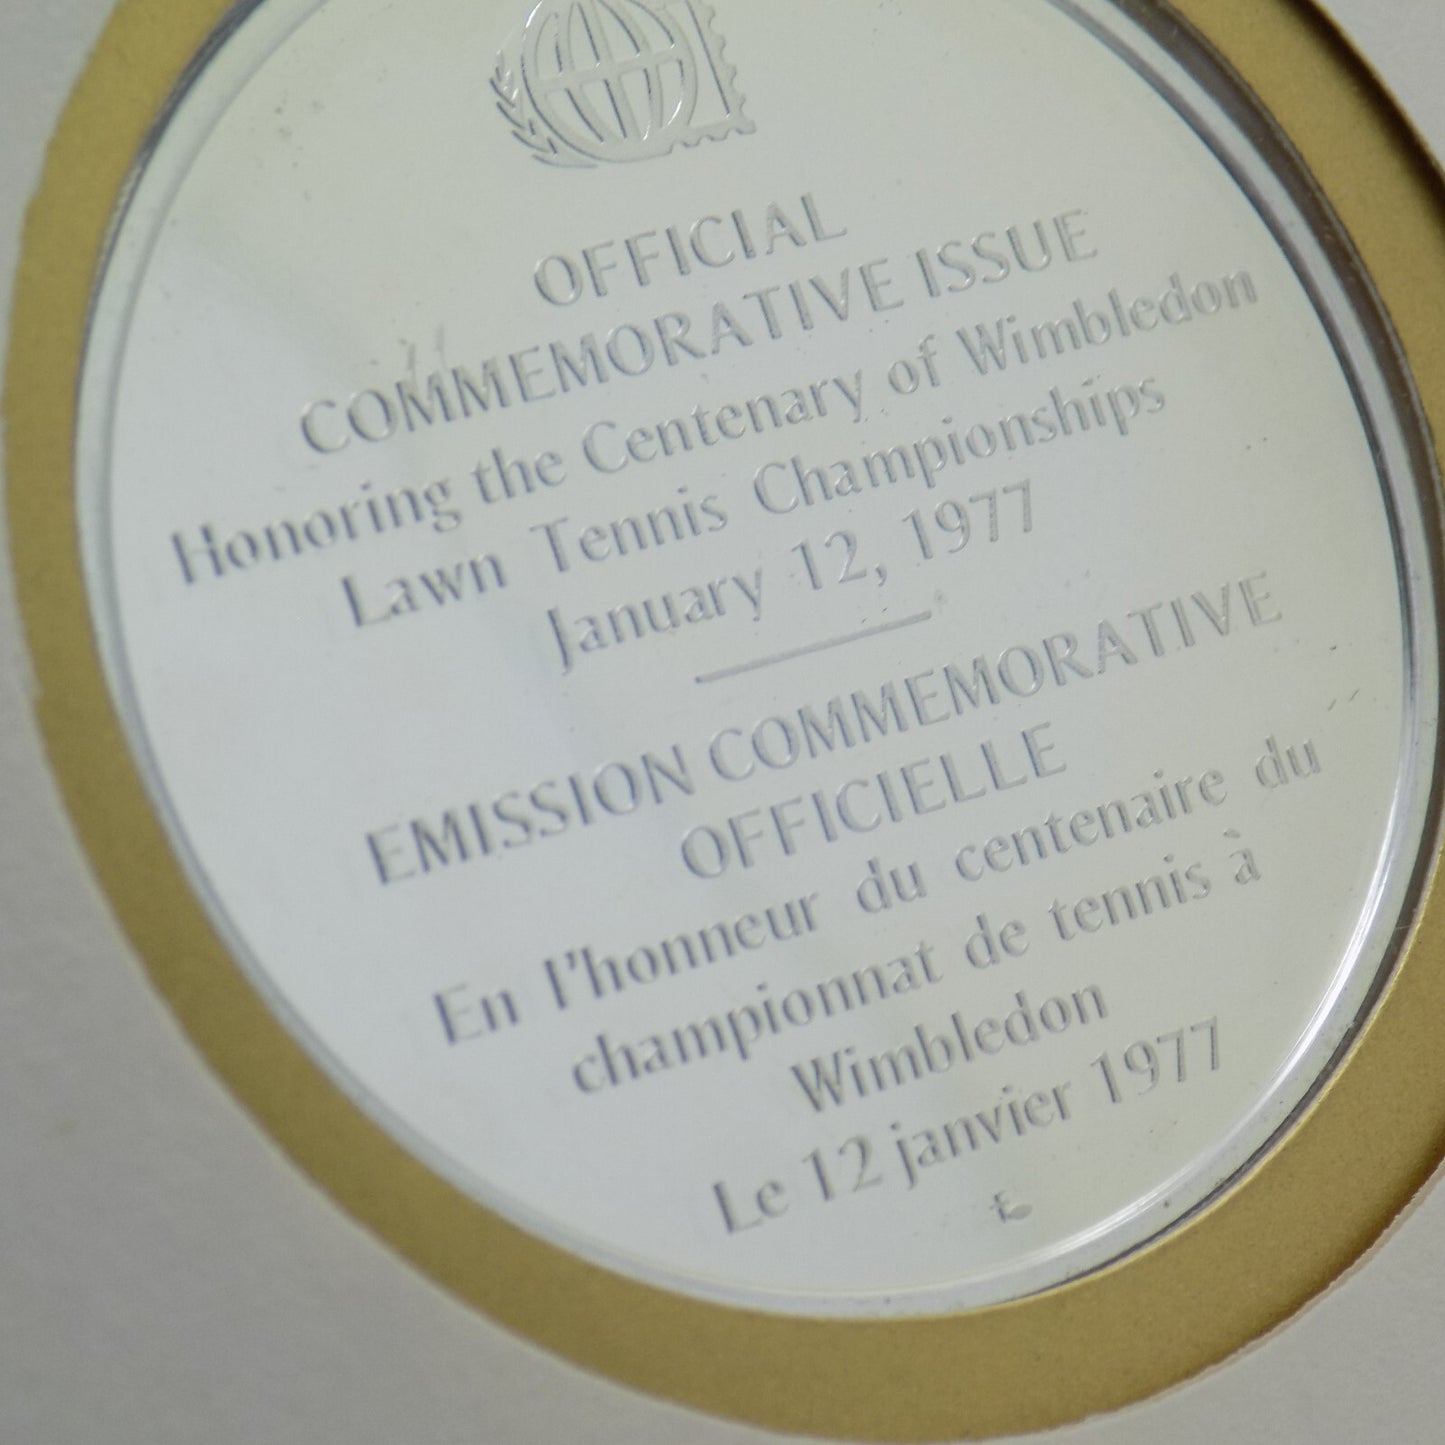 OFFICIAL
COMMEMORATIVE ISSUE
Honoring the Centenary of Wimbledon
Lawn Tennis Championships
January 12, 1977
EMISSION COMMEMORATIVE
OFFICIELLE
En l'honneur du centenaire du
championnat de tennis à
Wimbledon
Le 12 janvier 1977